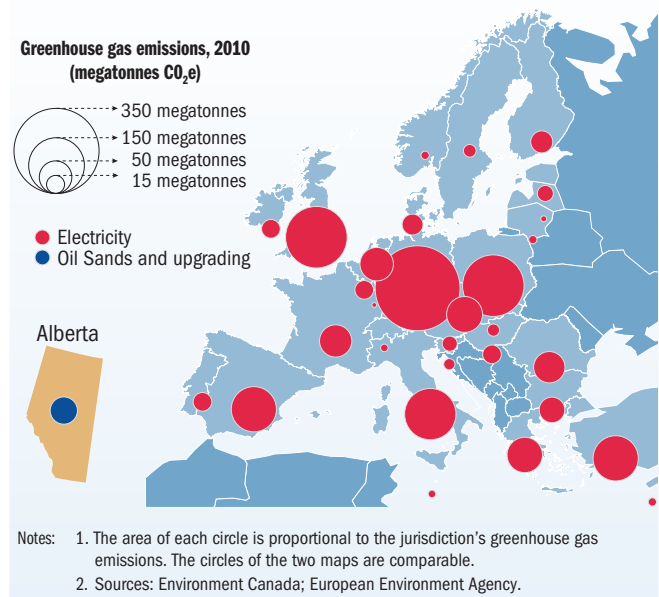 Greenhouse gas emissions, 2010
(megatonnes CO₂e)
350 megatonnes
150 megatonnes
50 megatonnes
15 megatonnes
Electricity
Oil Sands and upgrading
Alberta
Notes: 1. The area of each circle is proportional to the jurisdiction's greenhouse gas
emissions. The circles of the two maps are comparable.
2. Sources: Environment Canada; European Environment Agency.